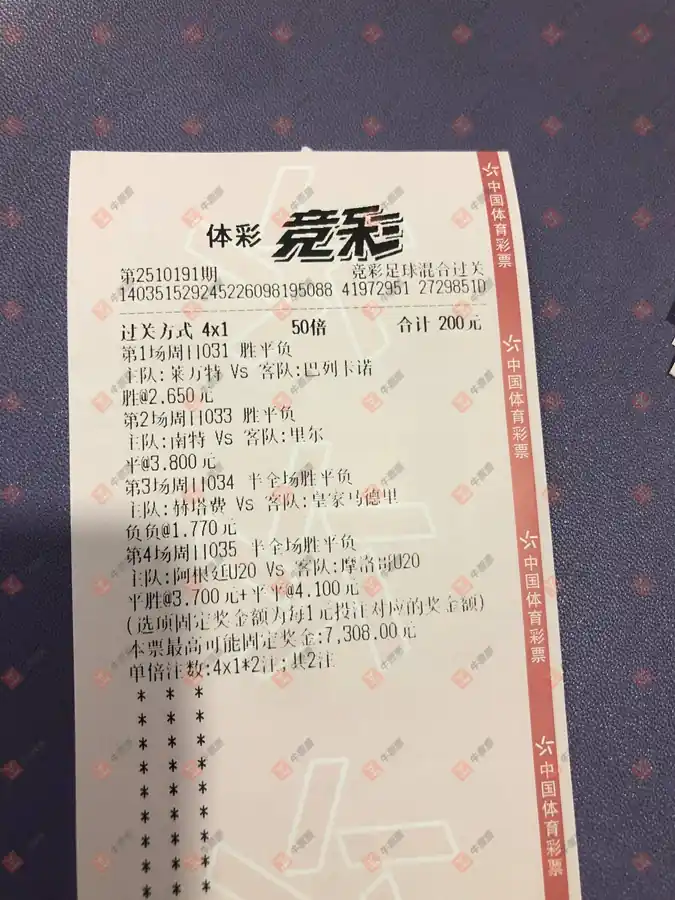 体彩 竞彩
第2510191期 竞彩足球混合过关
140351529245226098195088 41972951 2729851D
过关方式 4x1 50倍 合计 200元
第1场周日031 胜平负
主队:莱万特 Vs 客队:巴列卡诺
胜@2.650元
第2场周日033 胜平负
主队:南特 Vs 客队:里尔
平@3.800元
第3场周日034 半全场胜平负
主队:赫塔费 Vs 客队:皇家马德里
负负@1.770元
第4场周日035 半全场胜平负
主队:阿根廷U20 Vs 客队:摩洛哥U20
平胜@3.700元+平平@4.100元
(选项固定奖金额为每1元投注对应的奖金额)
本票最高可能固定奖金:7,308.00元
单倍注数:4x1*2注;共2注
* * *
* * *
* * *
* * *
* * *
* * *
* * *
* * *
* * *
中国体育彩票
中国体育彩票
中国体育彩票
中国体育彩票